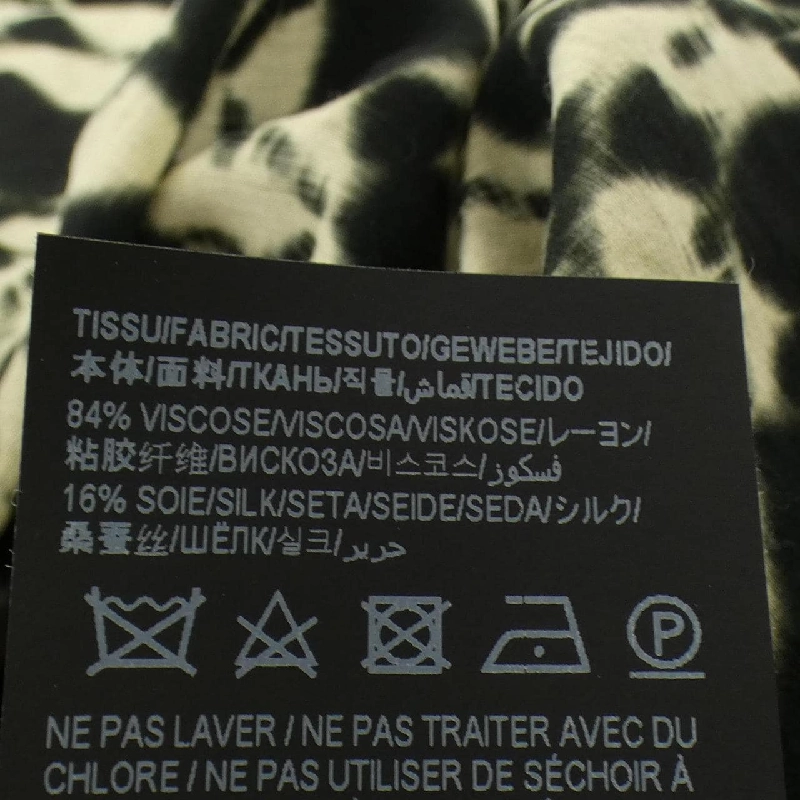 TISSU/FABRIC/TESSUTO/GEWEBE/TEJIDO/
本体/面料/ТКАНЬ/직물/قماش/TECIDO
84% VISCOSE/VISCOSA/VISKOSE/レーヨン/
粘胶纤维/ВИСКОЗА/비스코스/فسكوز
16% SOIE/SILK/SETA/SEIDE/SEDA/シルク/
桑蚕丝/ШЁЛК/실크/حرير
P
NE PAS LAVER / NE PAS TRAITER AVEC DU
CHLORE / NE PAS UTILISER DE SÉCHOIR À